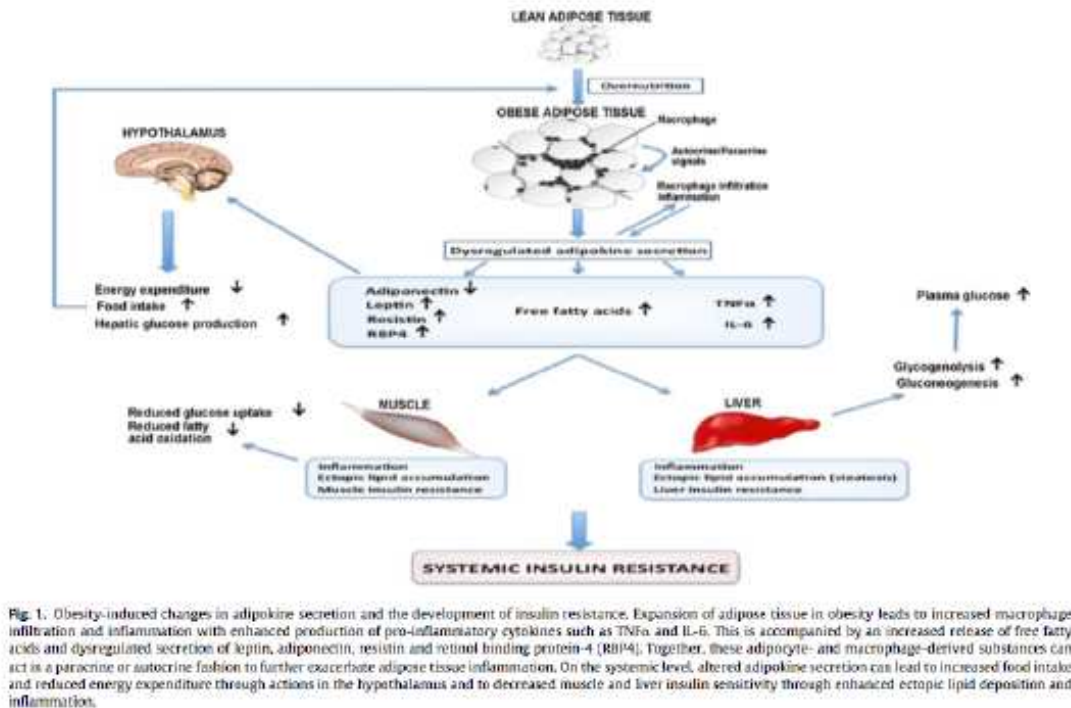 LEAN ADIPOSE TISSUE
Overnutrition
OBESE ADIPOSE TISSUE
Macrophage
Autocrine/Paracrine
signals
Macrophage infiltration
inflammation
HYPOTHALAMUS
Dysregulated adipokine secretion
Energy expenditure ↓
Food intake ↑
Hepatic glucose production ↑
Adiponectin ↓
Leptin ↑
Resistin ↑
RBP4 ↑
Free fatty acids ↑
TNFα ↑
IL-6 ↑
Plasma glucose ↑
Glycogenolysis ↑
Gluconeogenesis ↑
MUSCLE
LIVER
Reduced glucose uptake ↓
Reduced fatty ↓
acid oxidation
Inflammation
Ectopic lipid accumulation
Muscle insulin resistance
Inflammation
Ectopic lipid accumulation (steatosis)
Liver insulin resistance
SYSTEMIC INSULIN RESISTANCE
Fig. 1. Obesity-induced changes in adipokine secretion and the development of insulin resistance. Expansion of adipose tissue in obesity leads to increased macrophage
infiltration and inflammation with enhanced production of pro-inflammatory cytokines such as TNFα and IL-6. This is accompanied by an increased release of free fatty
acids and dysregulated secretion of leptin, adiponectin, resistin and retinol binding protein-4 (RBP4). Together, these adipocyte- and macrophage-derived substances can
act in a paracrine or autocrine fashion to further exacerbate adipose tissue inflammation. On the systemic level, altered adipokine secretion can lead to increased food intake
and reduced energy expenditure through actions in the hypothalamus and to decreased muscle and liver insulin sensitivity through enhanced ectopic lipid deposition and
inflammation.